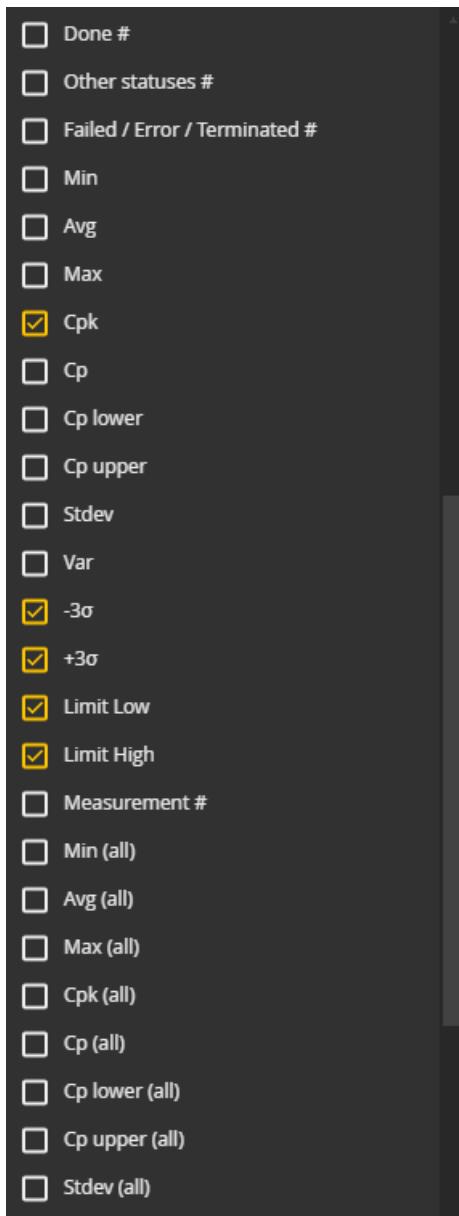 Done #
Other statuses #
Failed / Error / Terminated #
Min
Avg
Max
Cpk
Cp
Cp lower
Cp upper
Stdev
Var
-3σ
+3σ
Limit Low
Limit High
Measurement #
Min (all)
Avg (all)
Max (all)
Cpk (all)
Cp (all)
Cp lower (all)
Cp upper (all)
Stdev (all)